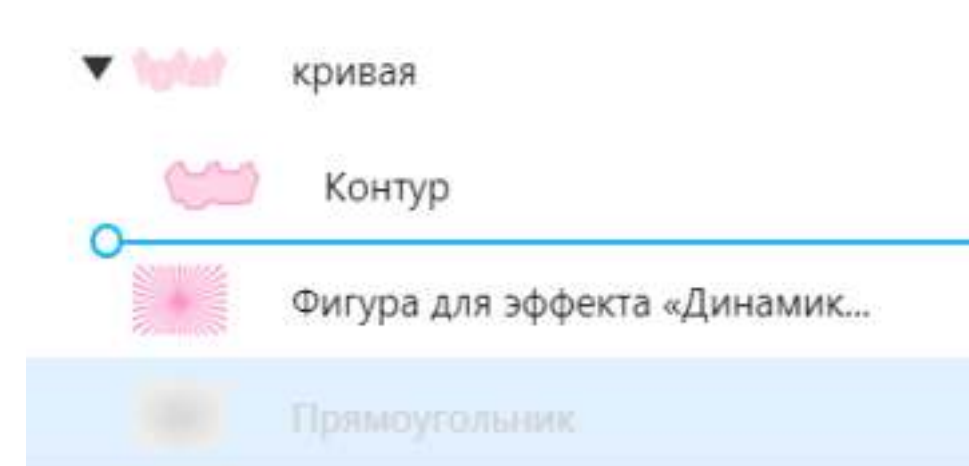 кривая
Контур
Фигура для эффекта «Динамик...
Прямоугольник